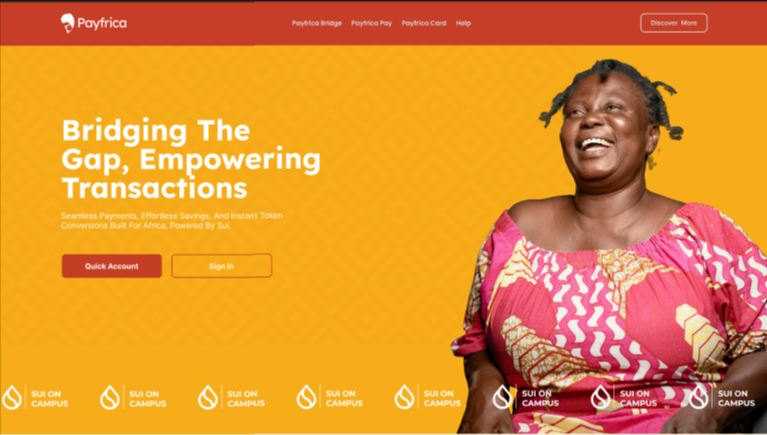 Payfrica
Payfrica Bridge Payfrica Pay Payfrica Card Help
Discover More
Bridging The
Gap, Empowering
Transactions
Seamless Payments, Effortless Savings, And Instant Token
Conversions Built For Africa, Powered By Sui.
Quick Account
Sign In
SUI ON
CAMPUS
SUI ON
CAMPUS
SUI ON
CAMPUS
SUI ON
CAMPUS
SUI ON
CAMPUS
SUI ON
CAMPUS
SUI ON
CAMPUS
SUI ON
CAMPUS